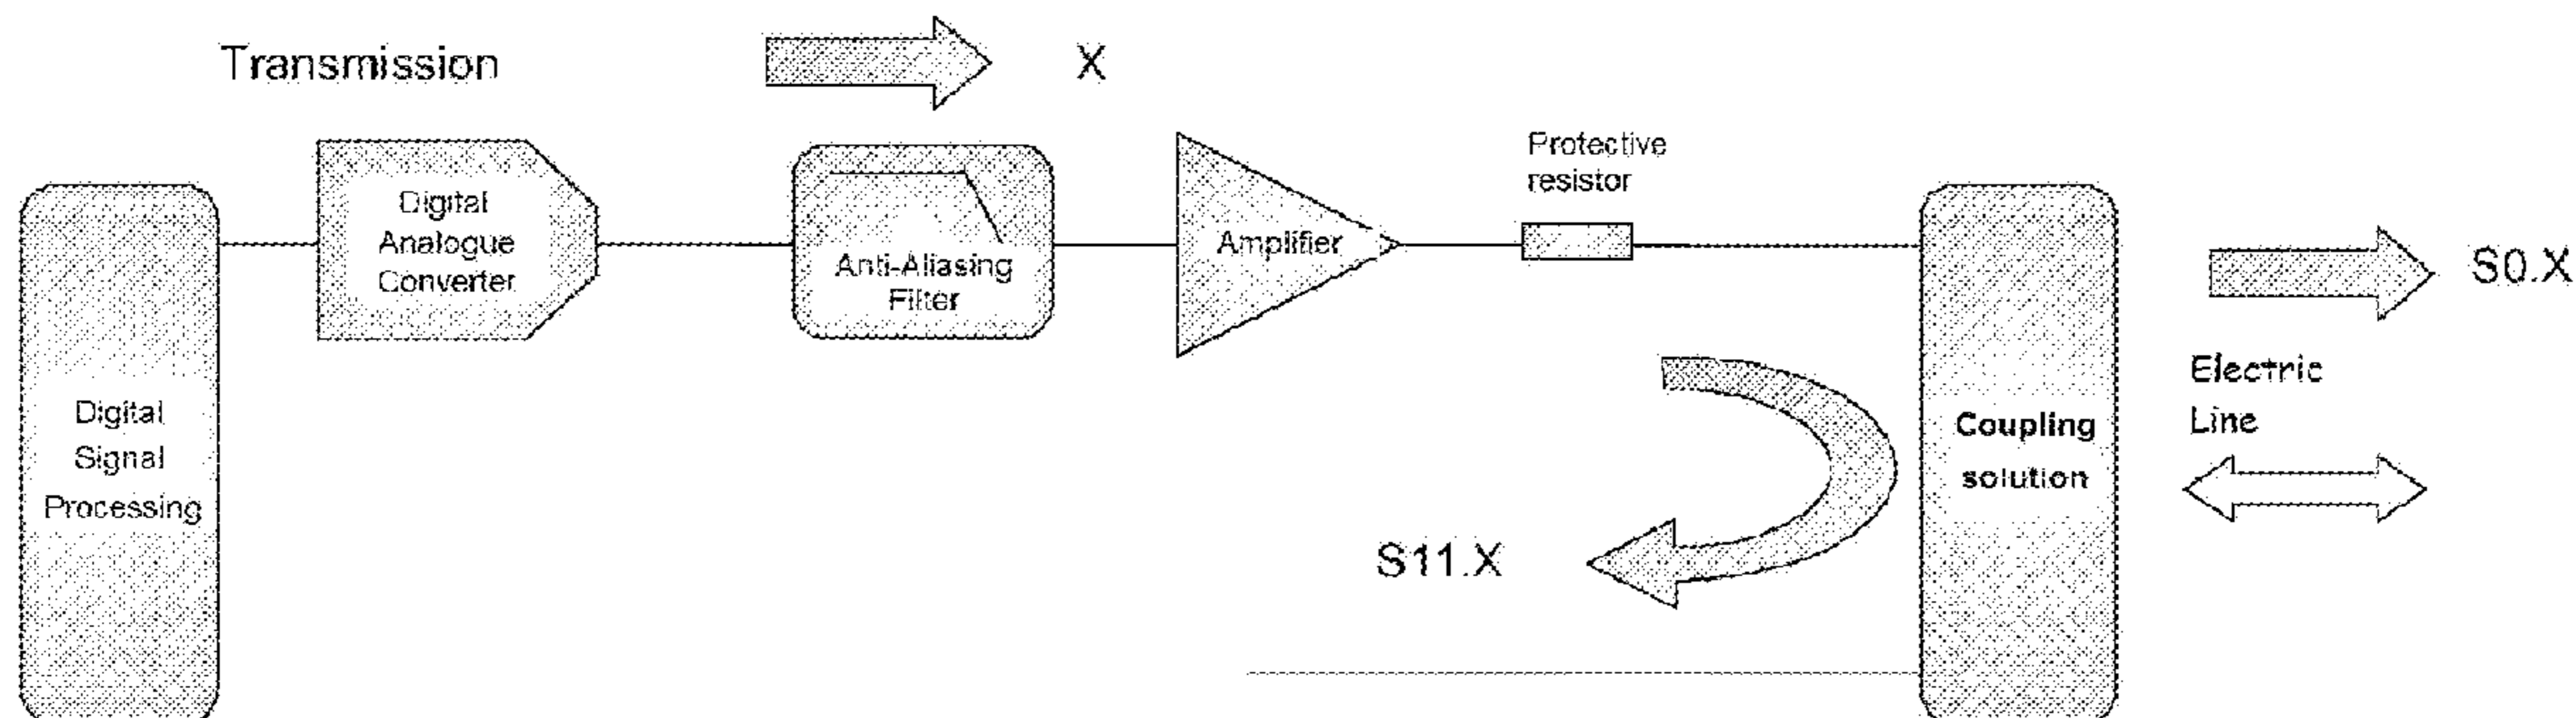 Transmission
X
Protective
resistor
Digital
Analogue
Converter
Anti-Aliasing
Filter
Amplifier
S0.X
Electric
Line
Digital
Signal
Processing
Coupling
solution
S11.X